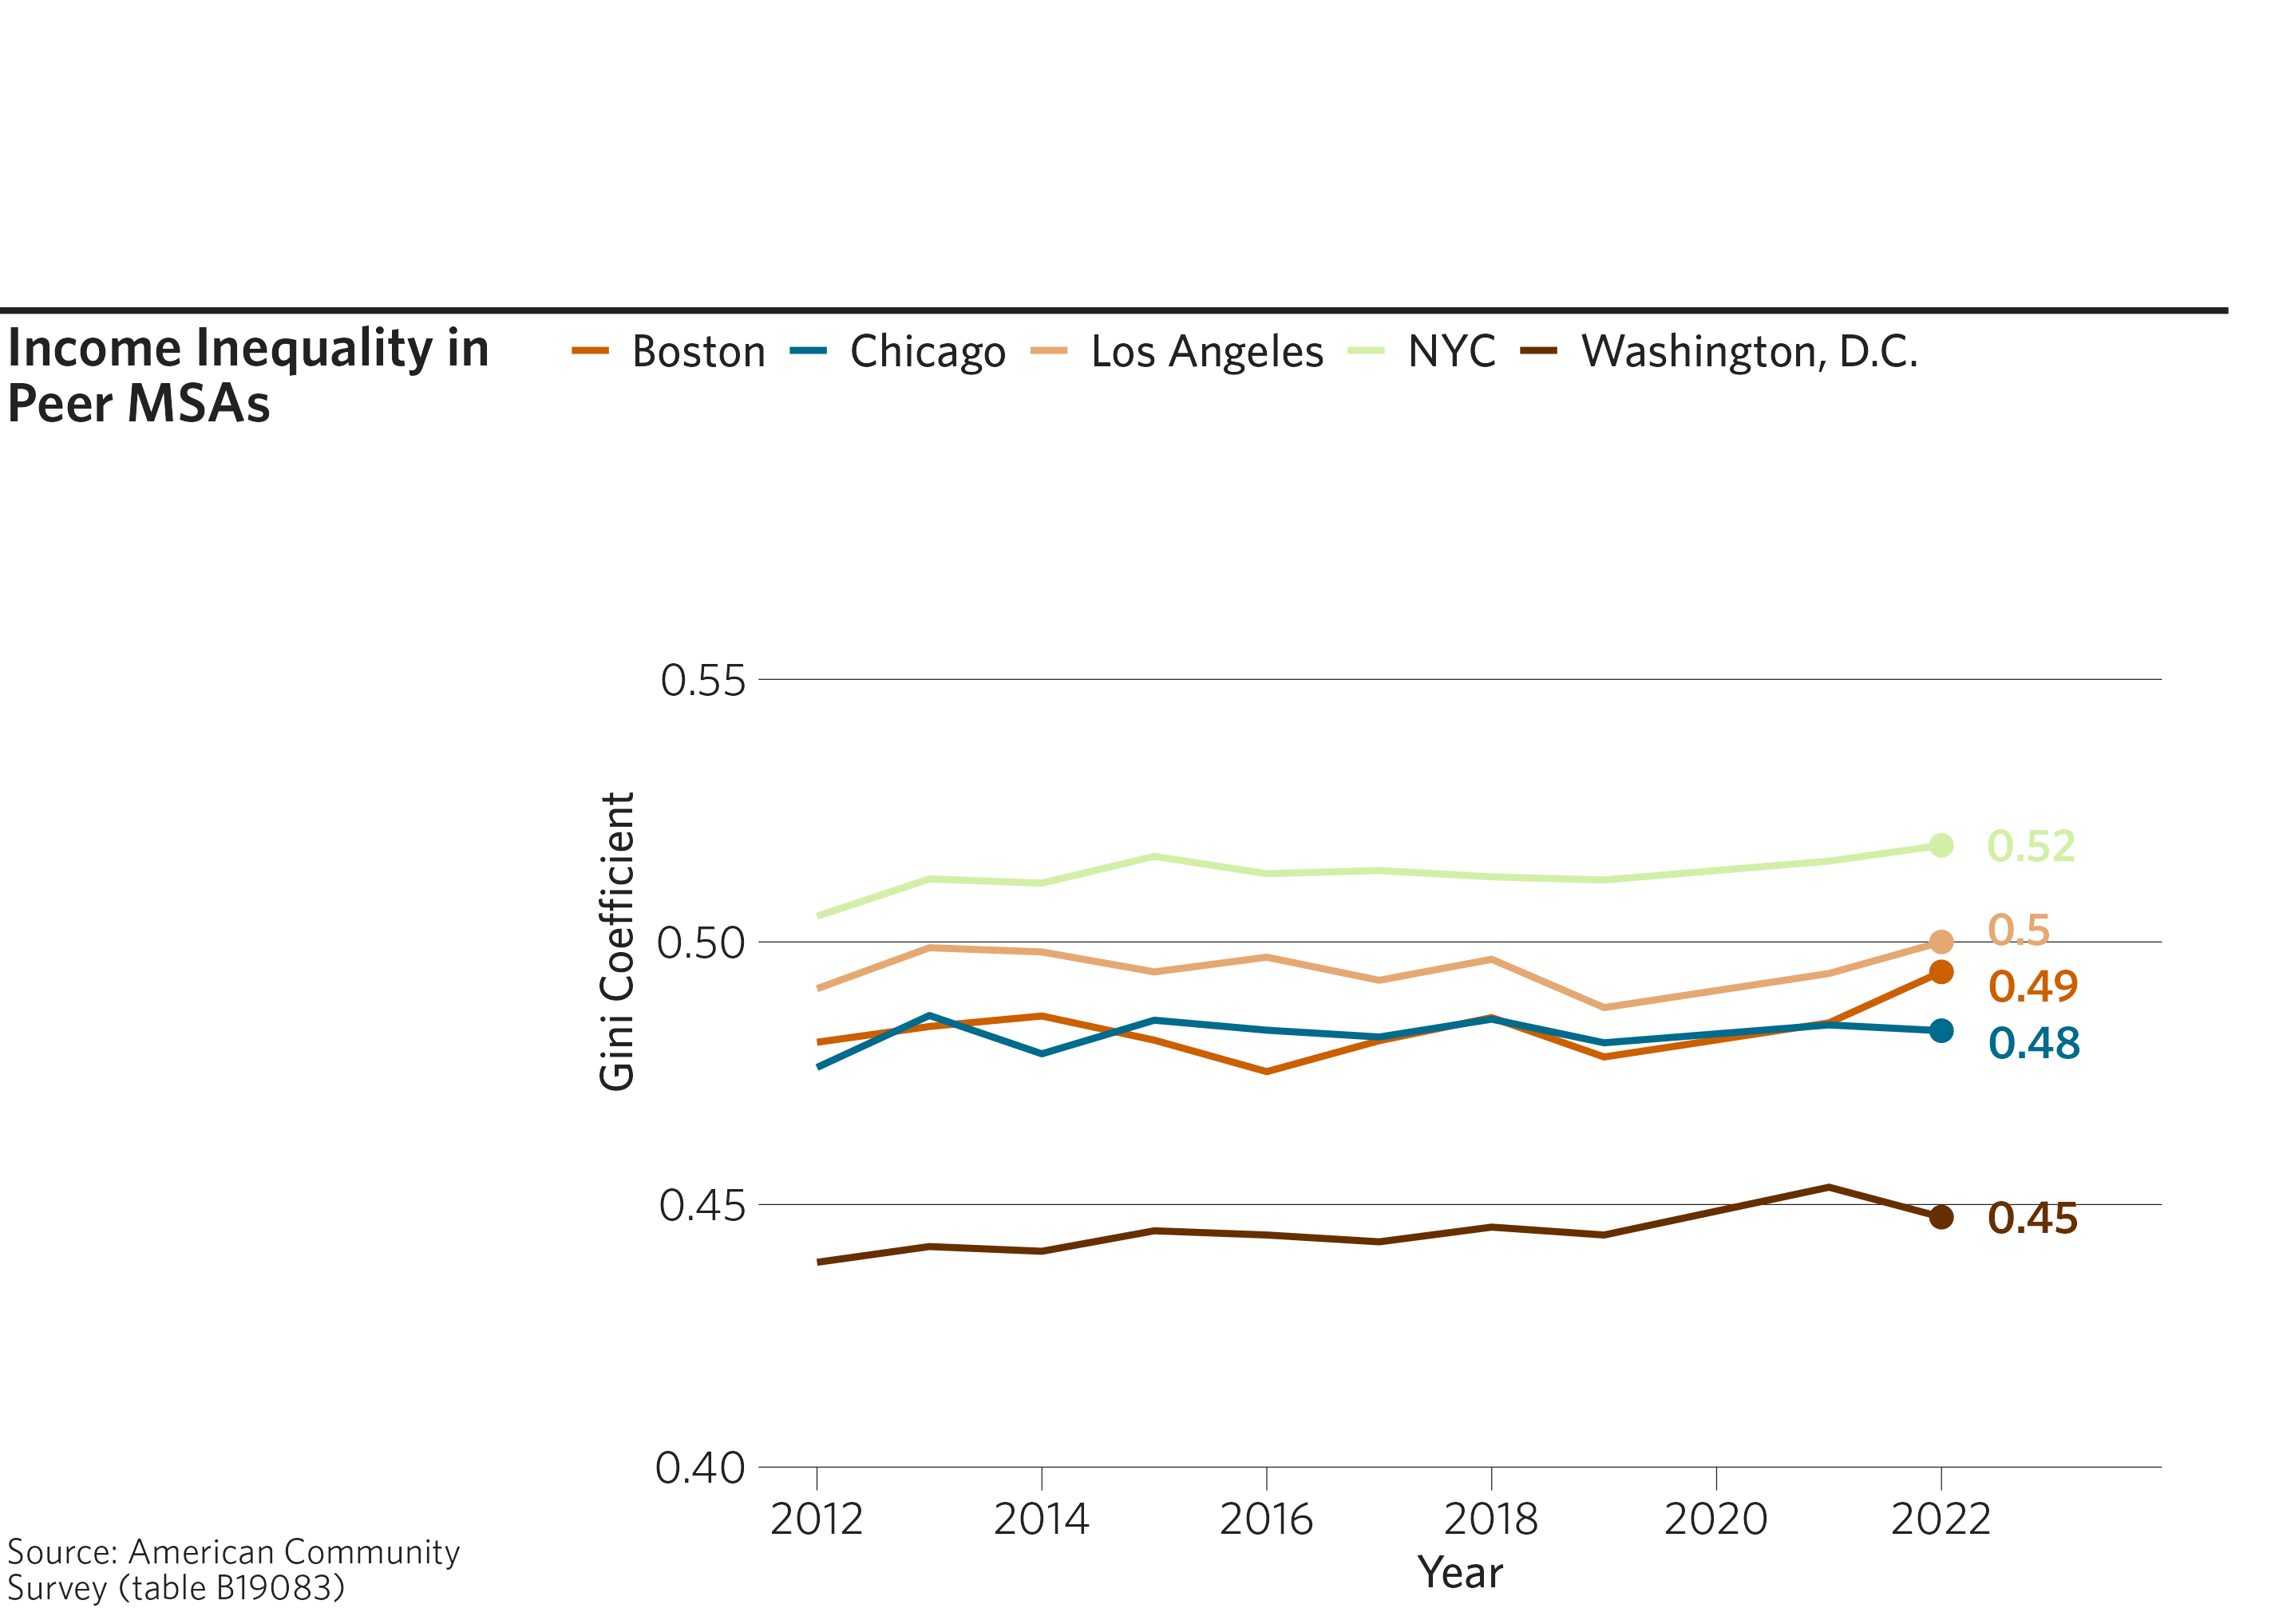 Income Inequality in
Peer MSAs
Boston Chicago Los Angeles NYC Washington, D.C.
Gini Coefficient
0.55
0.50
0.45
0.40
0.52
0.5
0.49
0.48
0.45
2012 2014 2016 2018 2020 2022
Year
Source: American Community
Survey (table B19083)